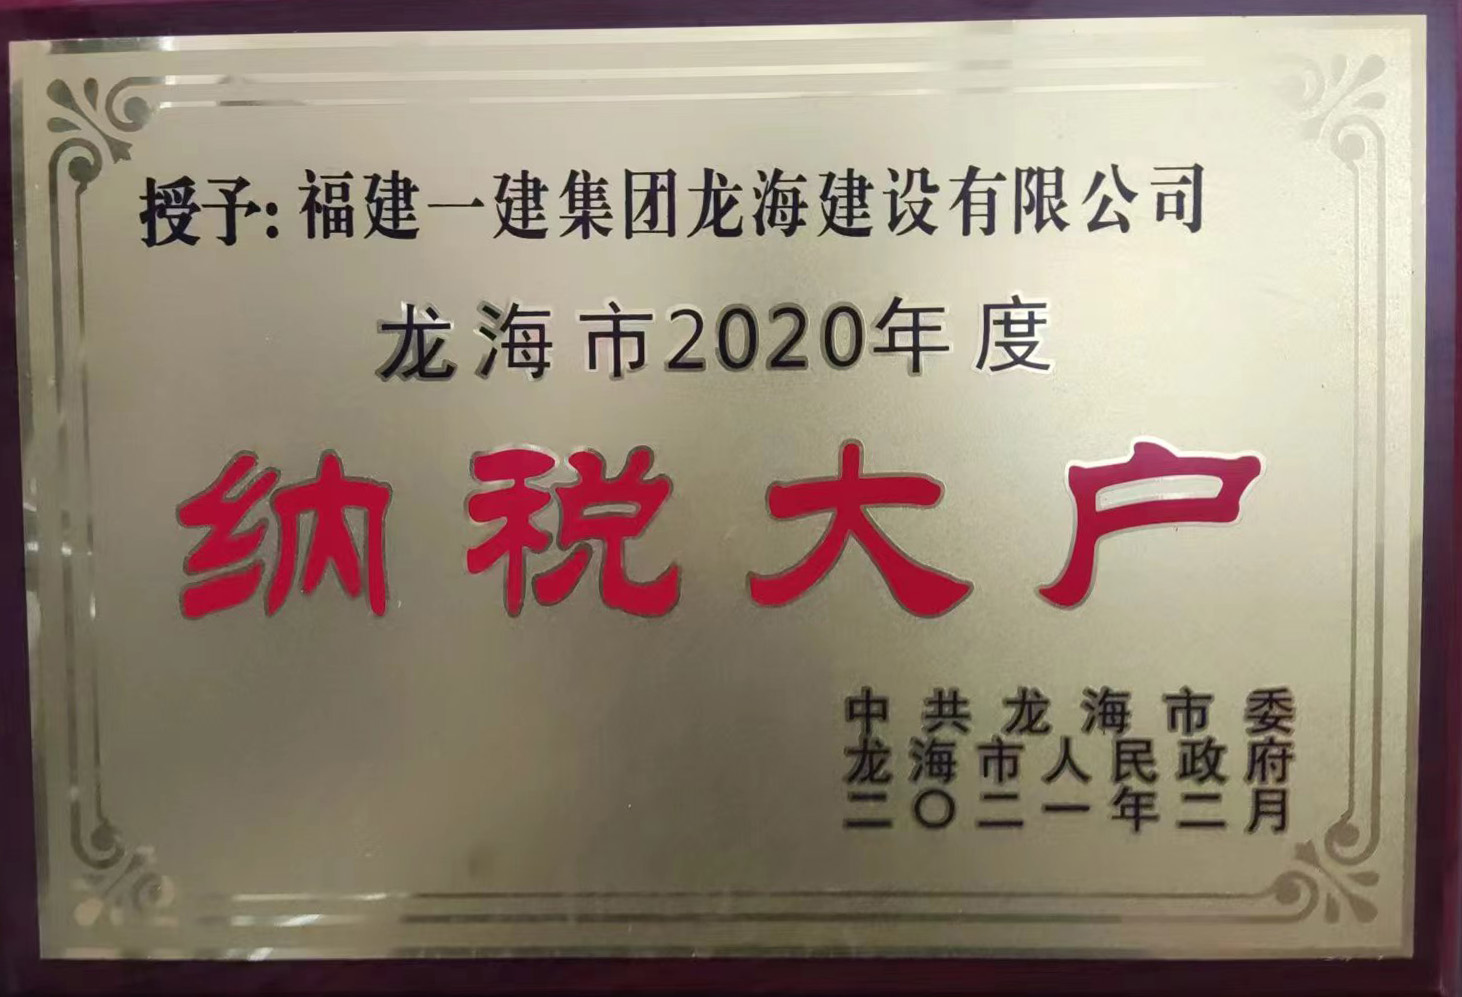 授予:福建一建集团龙海建设有限公司
龙海市2020年度
纳税大户
中共龙海市委
龙海市人民政府
二〇二一年二月